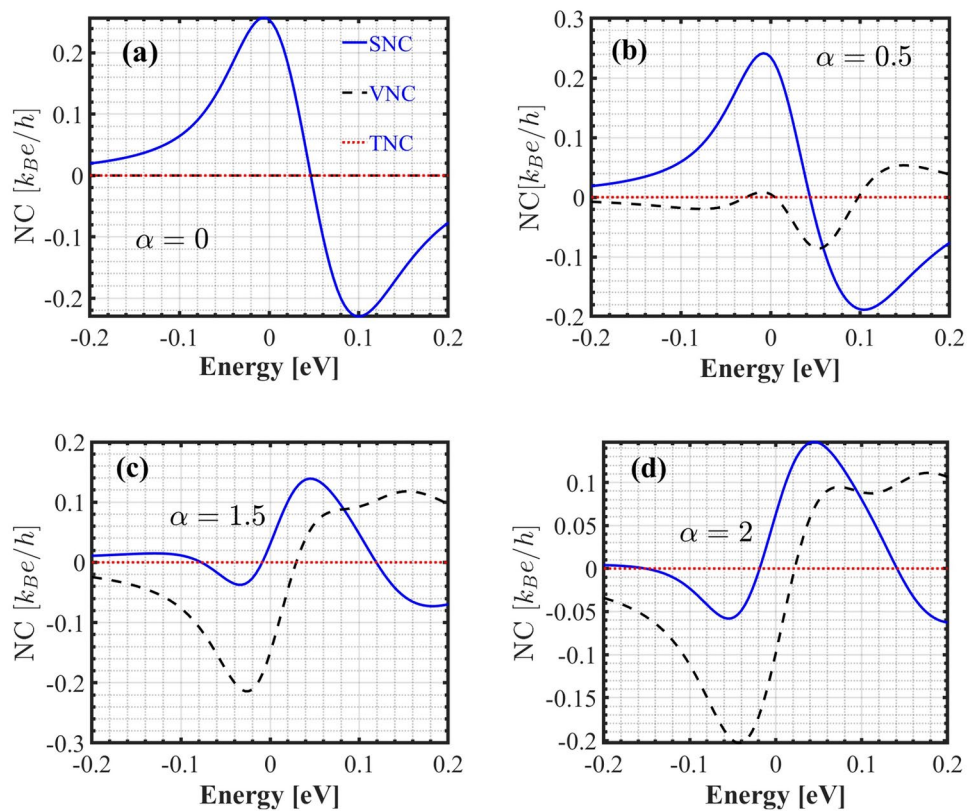 (a)
SNC
VNC
TNC
α = 0
NC [k_B e/h]
0.2
0.1
0
-0.1
-0.2
-0.2 -0.1 0 0.1 0.2
Energy [eV]
(b)
α = 0.5
NC[k_B e/h]
0.3
0.2
0.1
0
-0.1
-0.2
-0.2 -0.1 0 0.1 0.2
Energy [eV]
(c)
α = 1.5
NC [k_B e/h]
0.2
0.1
0
-0.1
-0.2
-0.3
-0.2 -0.1 0 0.1 0.2
Energy [eV]
(d)
α = 2
NC [k_B e/h]
0.1
0.05
0
-0.05
-0.1
-0.15
-0.2
-0.2 -0.1 0 0.1 0.2
Energy [eV]